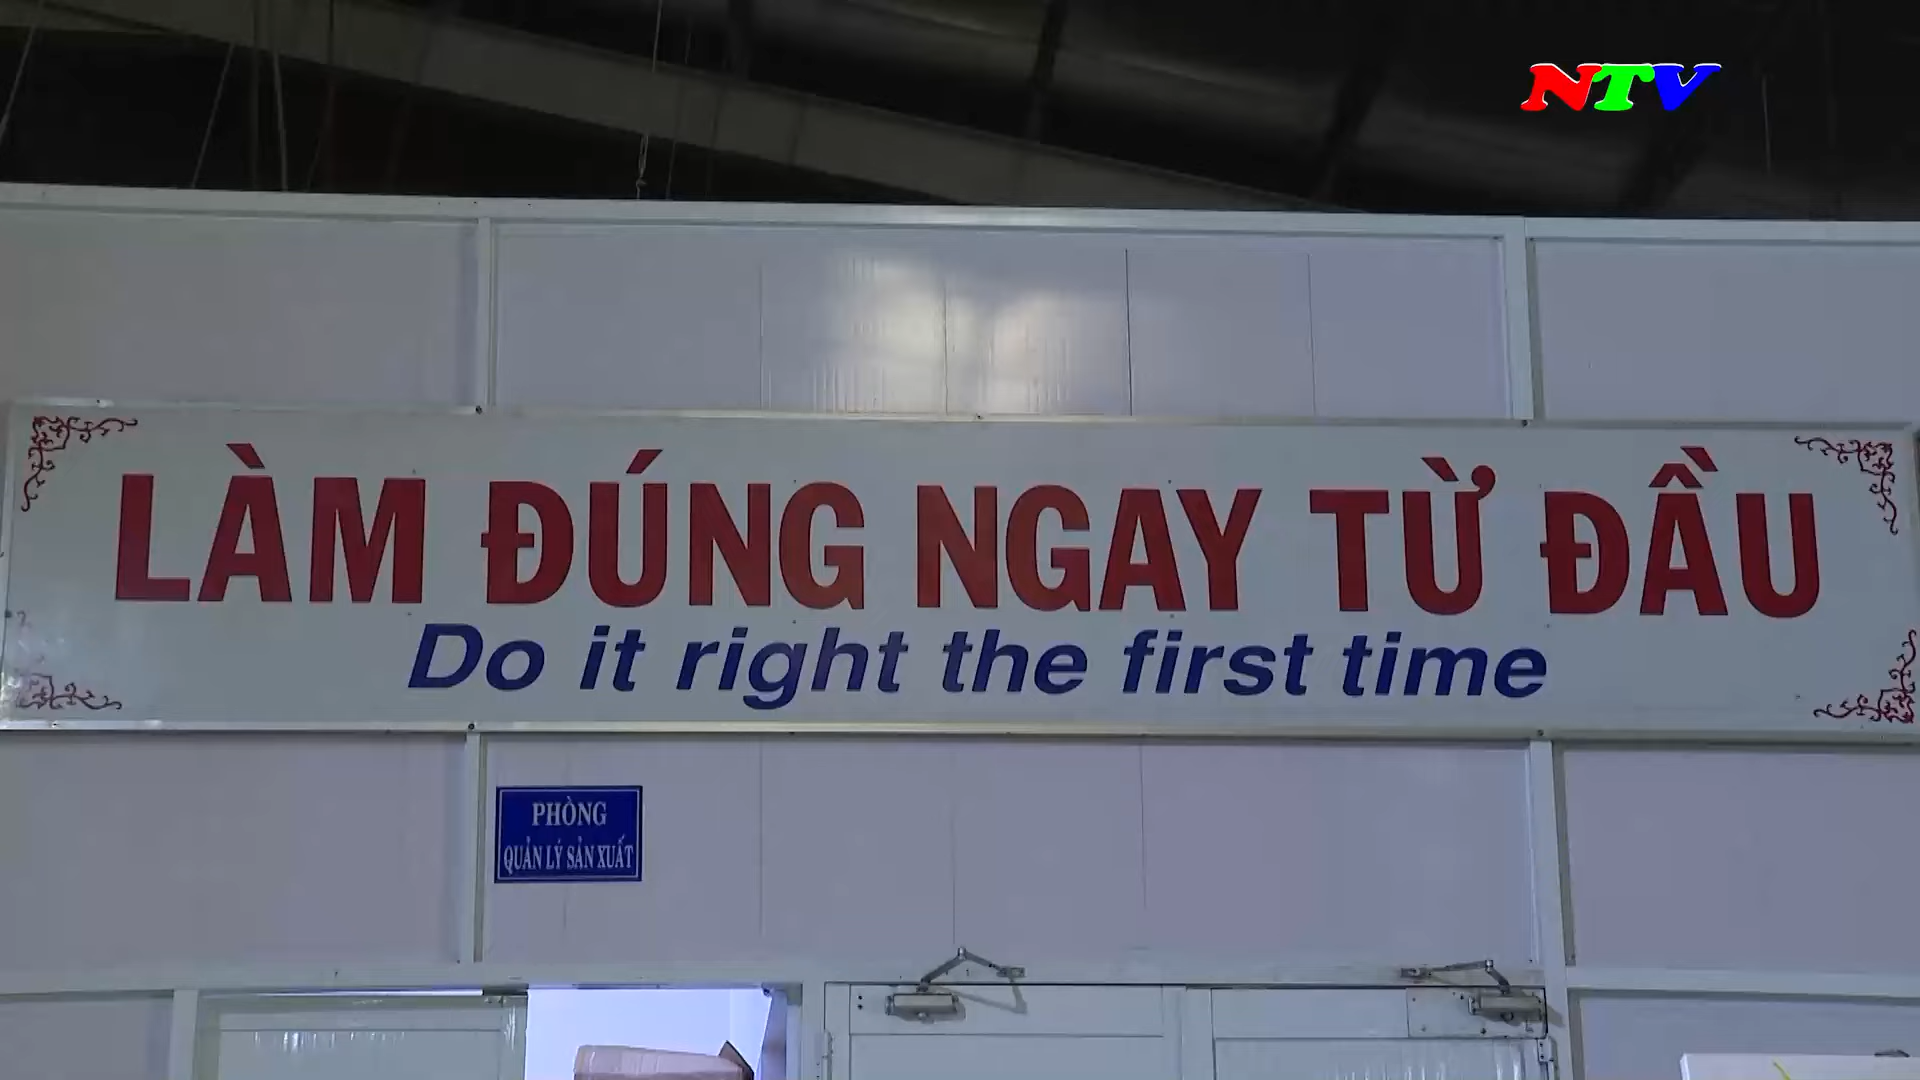 NTV
LÀM ĐÚNG NGAY TỪ ĐẦU
Do it right the first time
PHÒNG
QUẢN LÝ SẢN XUẤT